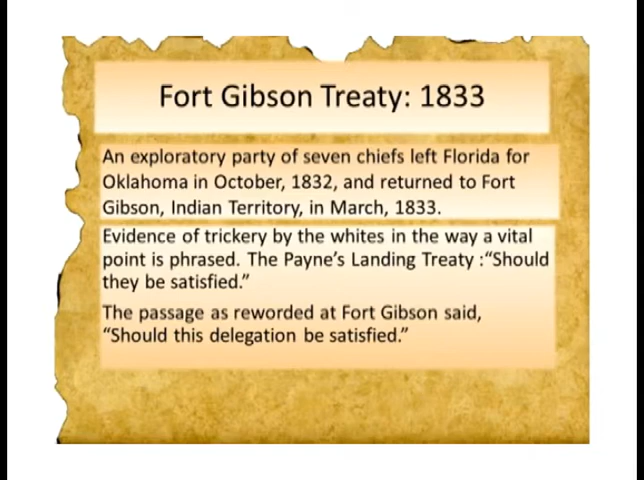 Fort Gibson Treaty: 1833
An exploratory party of seven chiefs left Florida for
Oklahoma in October, 1832, and returned to Fort
Gibson, Indian Territory, in March, 1833.
Evidence of trickery by the whites in the way a vital
point is phrased. The Payne's Landing Treaty :“Should
they be satisfied.”
The passage as reworded at Fort Gibson said,
“Should this delegation be satisfied.”